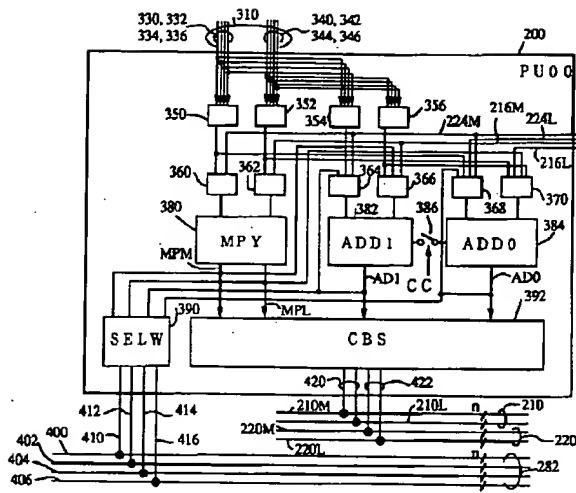 330, 332
334, 336
310
340, 342
344, 346
200
PU00
350
352
354
356
224M
216M
224L
216L
360
362
364
366
368
370
380
382
386
384
MPY
ADD1
ADD0
CC
MPM
MPL
AD1
AD0
390
392
SELW
CBS
412
414
420
422
410
416
210M
210L
n
210
220M
220L
220
400
402
404
406
n
282